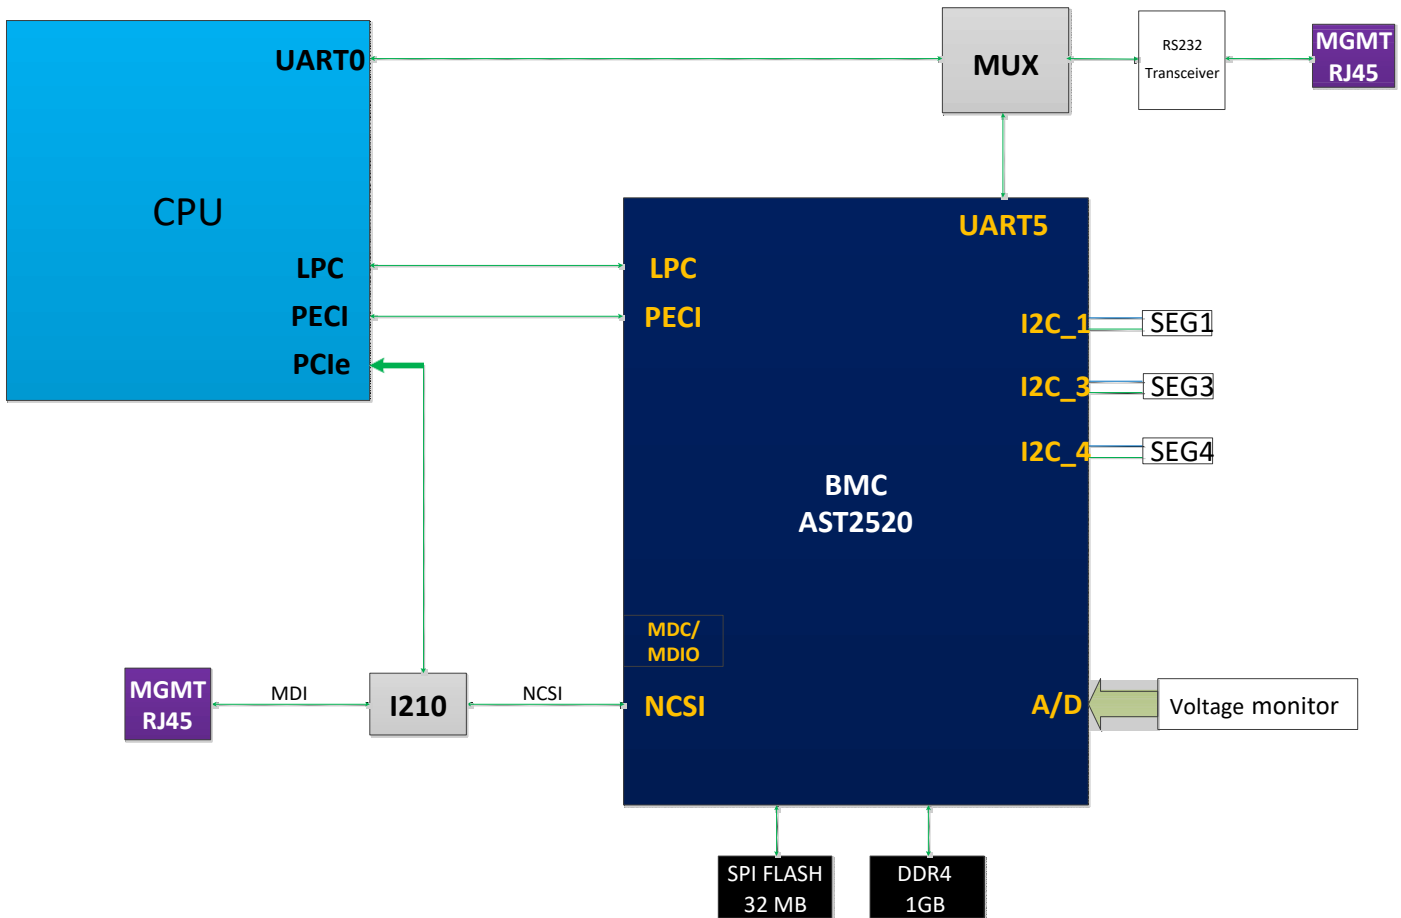 UART0
MUX
RS232
Transceiver
MGMT
RJ45
CPU
UART5
LPC
LPC
PECI
PECI
PCIe
I2C_1
SEG1
I2C_3
SEG3
I2C_4
SEG4
BMC
AST2520
MDC/
MDIO
MGMT
RJ45
MDI
I210
NCSI
NCSI
A/D
Voltage monitor
SPI FLASH
32 MB
DDR4
1GB